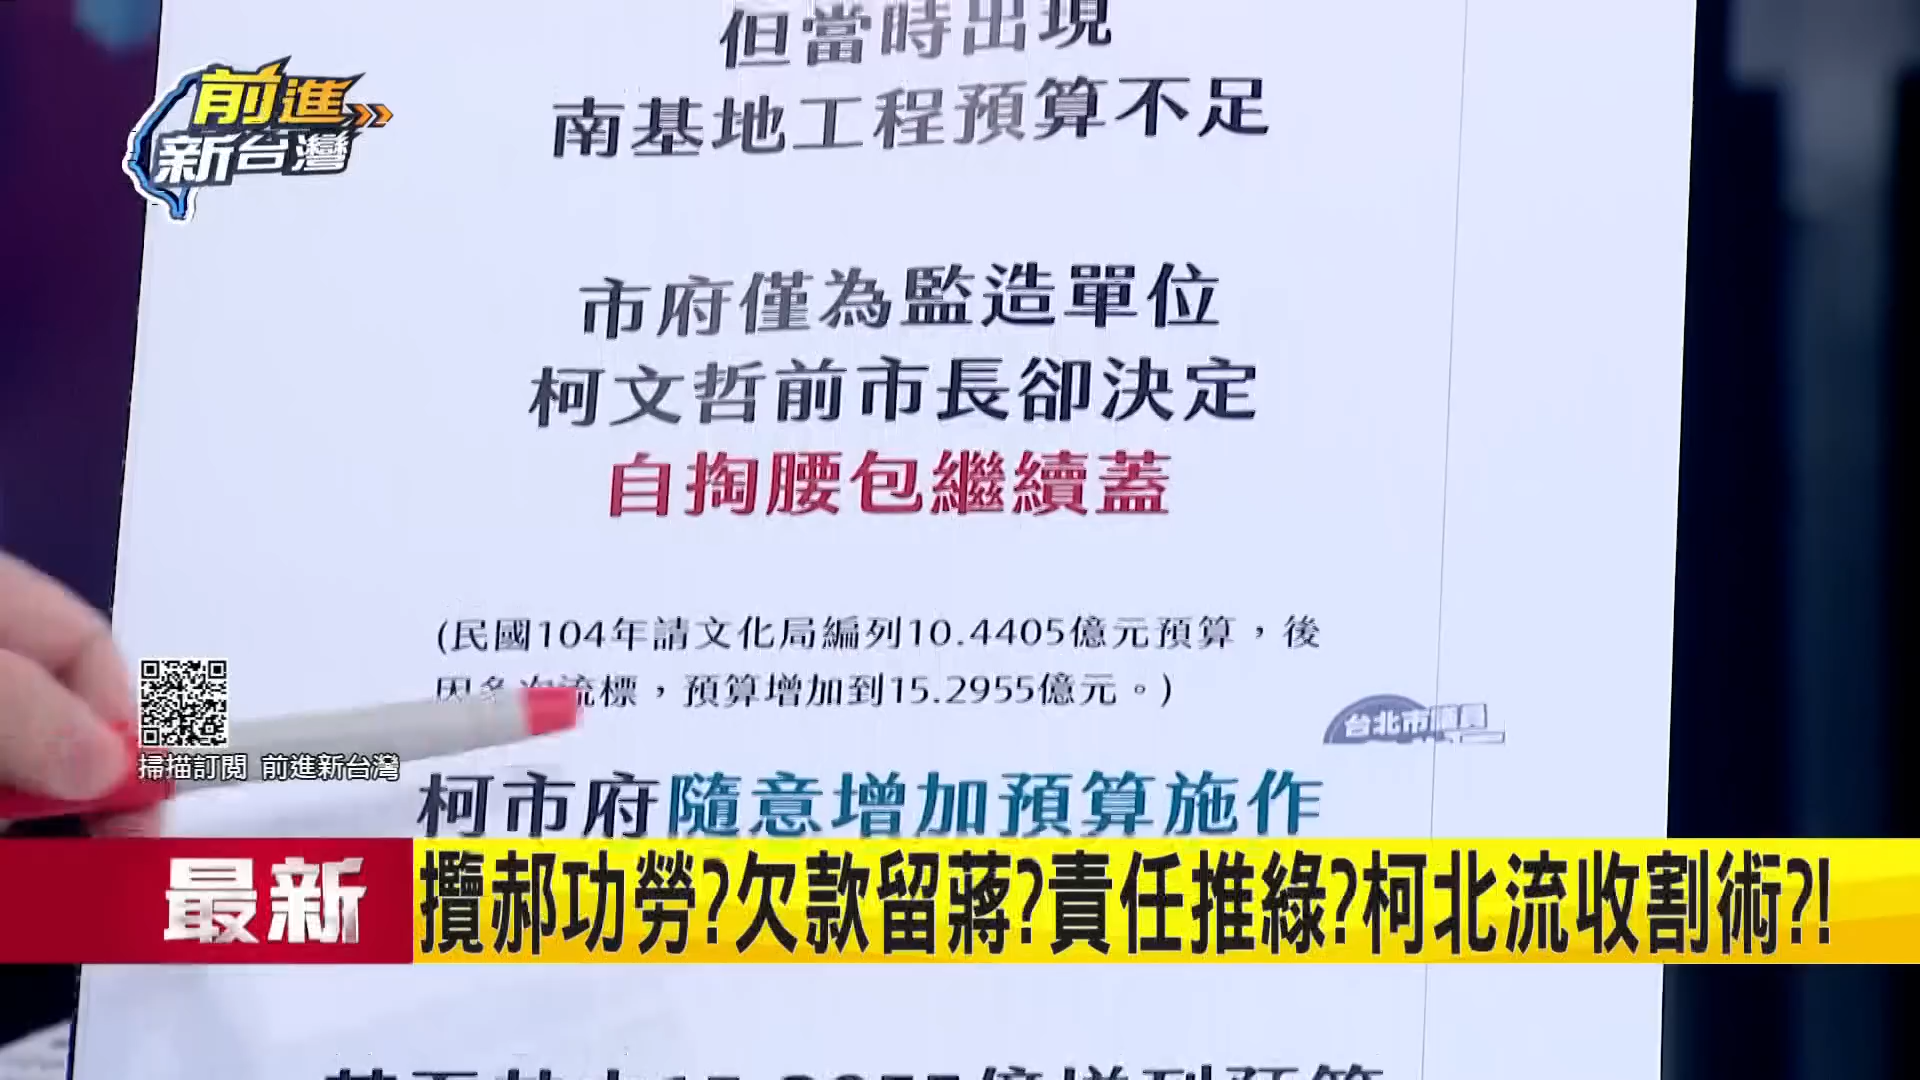 但當時出現
南基地工程預算不足
前進
新台灣
市府僅為監造單位
柯文哲前市長卻決定
自掏腰包繼續蓋
(民國104年請文化局編列10.4405億元預算，後
因多次流標，預算增加到15.2955億元。)
台北市議員
掃描訂閱 前進新台灣
柯市府隨意增加預算施作
最新
攬郝功勞?欠款留蔣?責任推綠?柯北流收割術?!